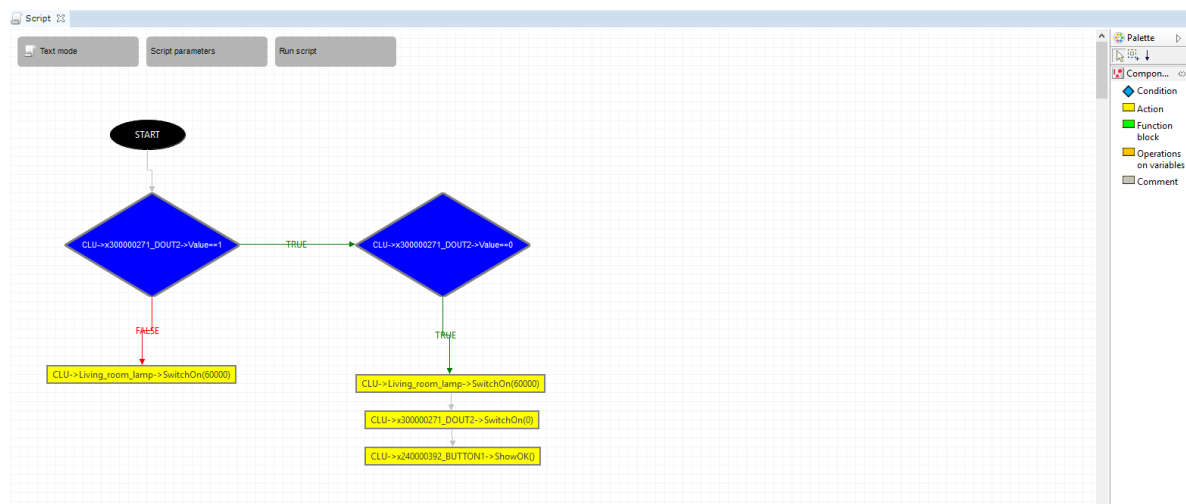 Script
Text mode
Script parameters
Run script
START
CLU->x300000271_DOUT2->Value==1
TRUE
CLU->x300000271_DOUT2->Value==0
FALSE
TRUE
CLU->Living_room_lamp->SwitchOn(60000)
CLU->Living_room_lamp->SwitchOn(60000)
CLU->x300000271_DOUT2->SwitchOn(0)
CLU->x240000392_BUTTON1->ShowOK()
Palette
Compon...
Condition
Action
Function
block
Operations
on variables
Comment